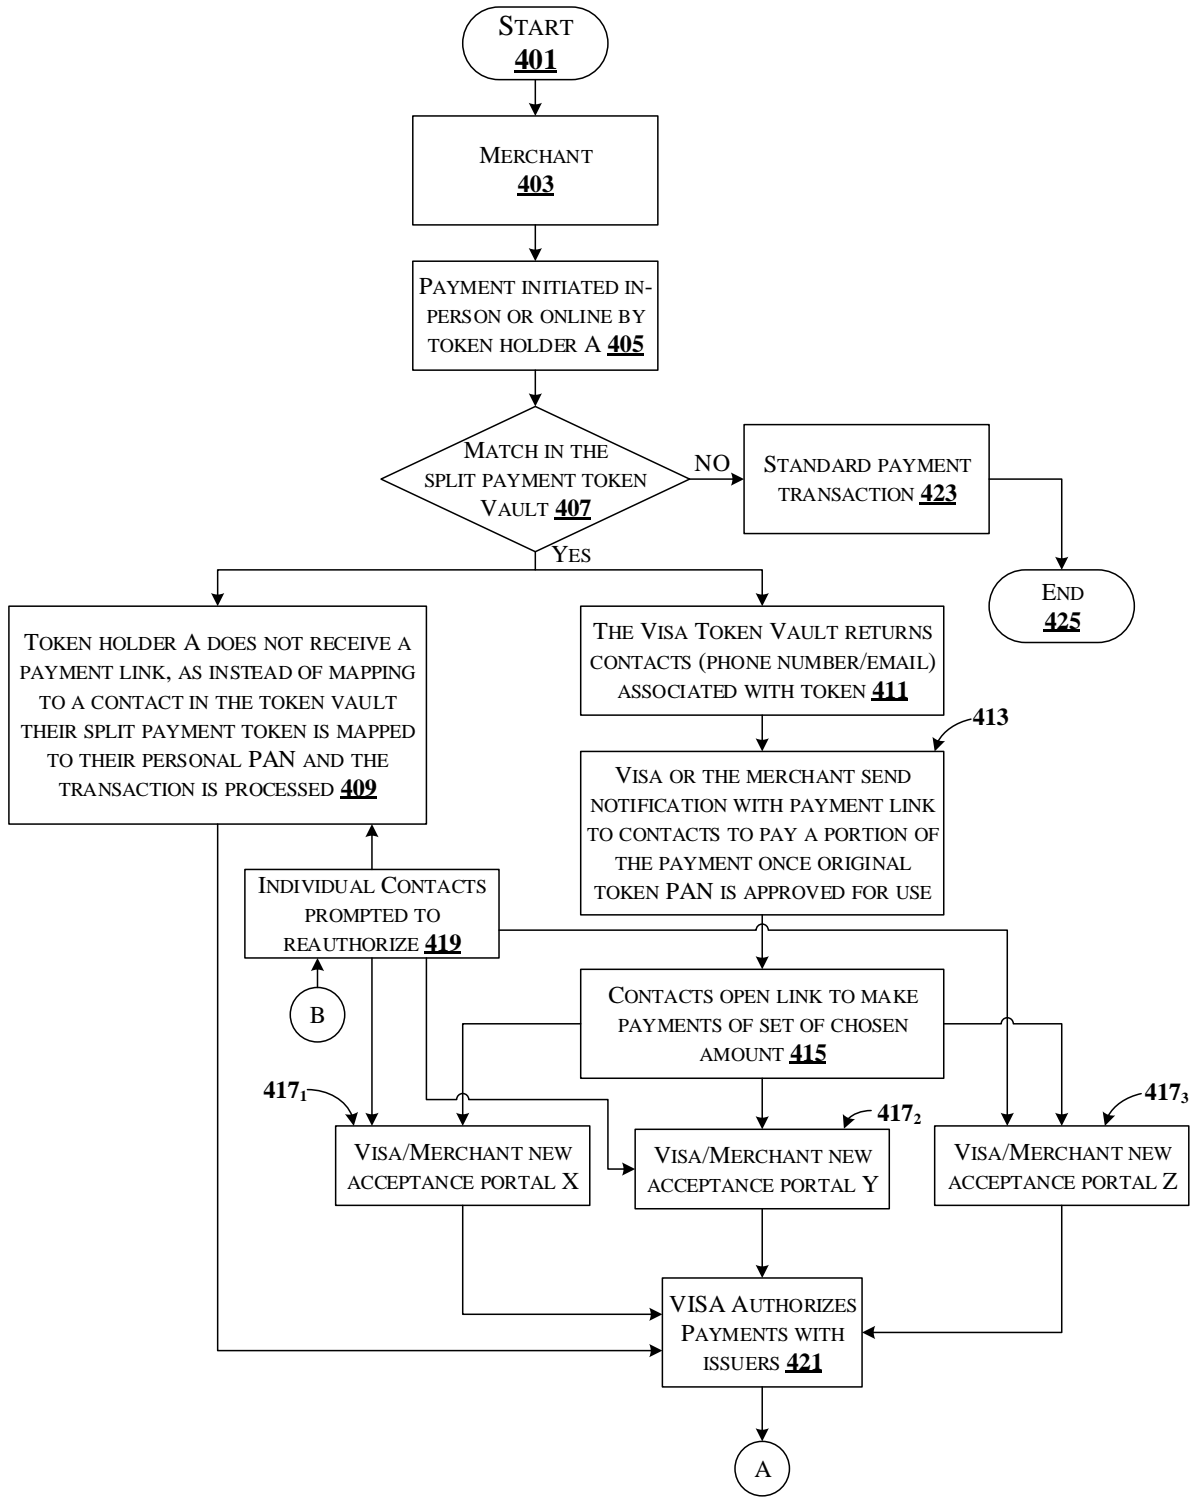 START
401
MERCHANT
403
PAYMENT INITIATED IN-
PERSON OR ONLINE BY
TOKEN HOLDER A 405
MATCH IN THE
SPLIT PAYMENT TOKEN
VAULT 407
NO
STANDARD PAYMENT
TRANSACTION 423
YES
END
425
TOKEN HOLDER A DOES NOT RECEIVE A
PAYMENT LINK, AS INSTEAD OF MAPPING
TO A CONTACT IN THE TOKEN VAULT
THEIR SPLIT PAYMENT TOKEN IS MAPPED
TO THEIR PERSONAL PAN AND THE
TRANSACTION IS PROCESSED 409
THE VISA TOKEN VAULT RETURNS
CONTACTS (PHONE NUMBER/EMAIL)
ASSOCIATED WITH TOKEN 411
413
VISA OR THE MERCHANT SEND
NOTIFICATION WITH PAYMENT LINK
TO CONTACTS TO PAY A PORTION OF
THE PAYMENT ONCE ORIGINAL
TOKEN PAN IS APPROVED FOR USE
INDIVIDUAL CONTACTS
PROMPTED TO
REAUTHORIZE 419
B
CONTACTS OPEN LINK TO MAKE
PAYMENTS OF SET OF CHOSEN
AMOUNT 415
417₁
VISA/MERCHANT NEW
ACCEPTANCE PORTAL X
417₂
VISA/MERCHANT NEW
ACCEPTANCE PORTAL Y
417₃
VISA/MERCHANT NEW
ACCEPTANCE PORTAL Z
VISA AUTHORIZES
PAYMENTS WITH
ISSUERS 421
A